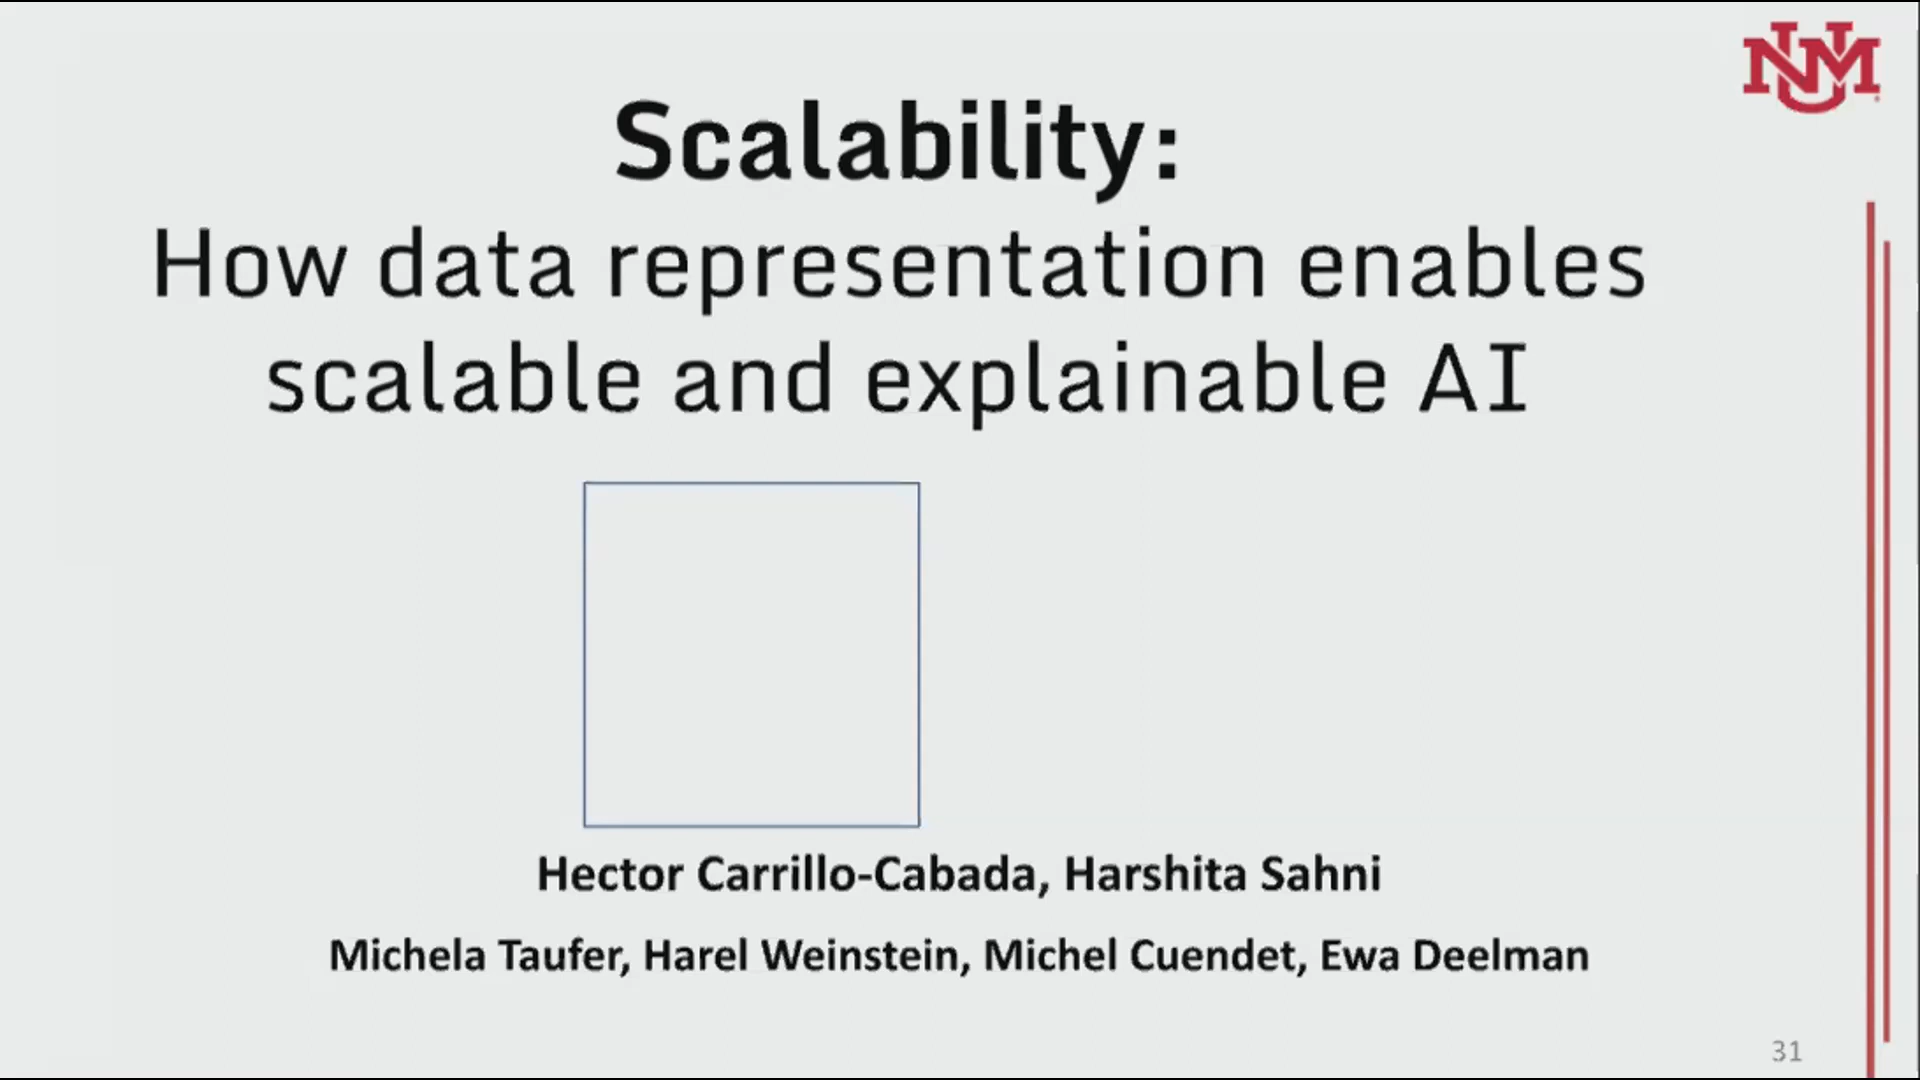 UNM
Scalability:
How data representation enables
scalable and explainable AI
Hector Carrillo-Cabada, Harshita Sahni
Michela Taufer, Harel Weinstein, Michel Cuendet, Ewa Deelman
31